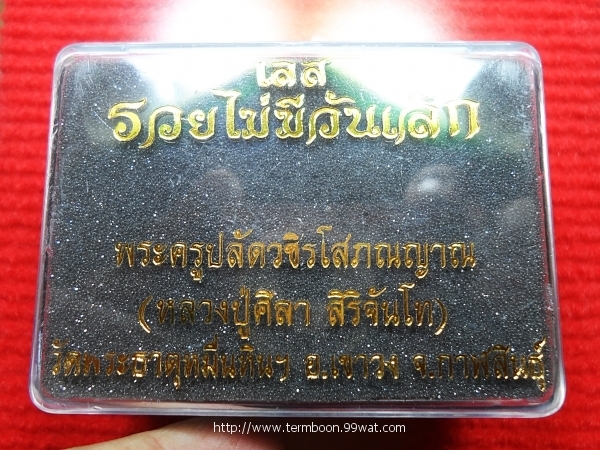 เลส
รวยไม่มีวันเลิก
พระครูปลัดวชิรโสภณญาณ
(หลวงปู่ศิลา สิริจันโท)
วัดพระธาตุหมื่นหินฯ อ.เขาวง จ.กาฬสินธุ์
http://www.termboon.99wat.com